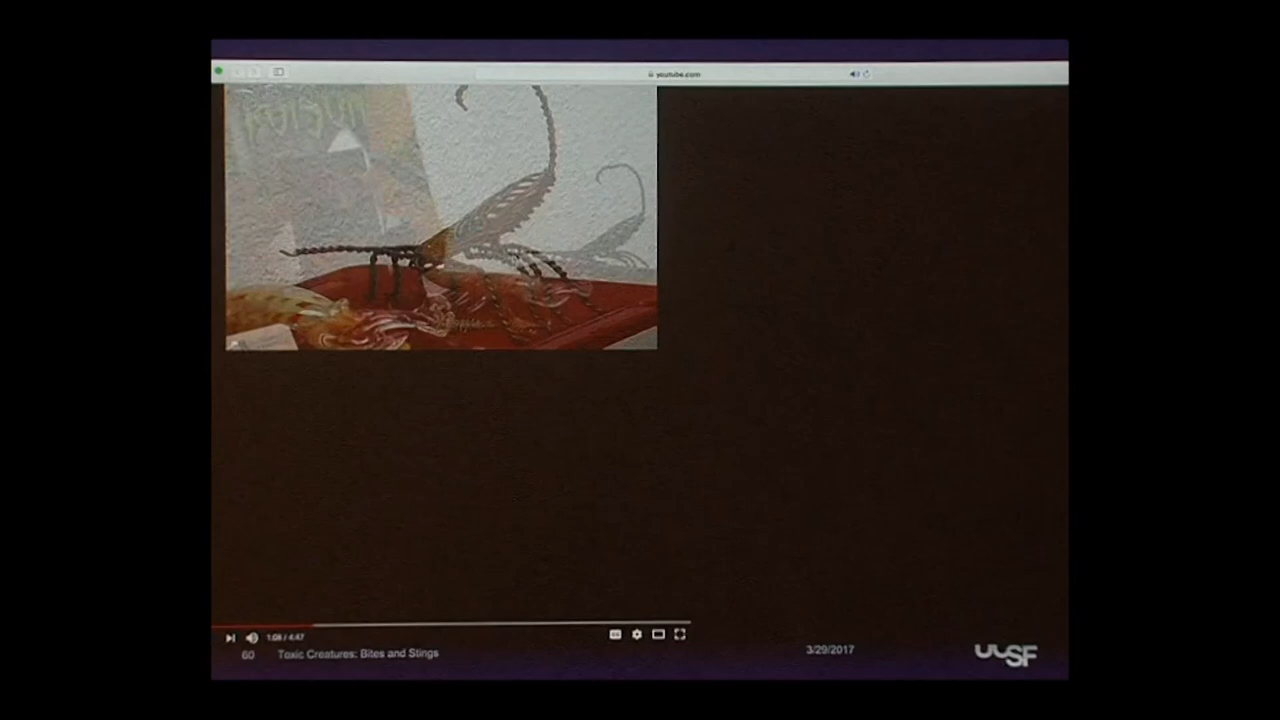 youtube.com
1:08 / 4:47
60 Toxic Creatures: Bites and Stings
3/29/2017
UCSF